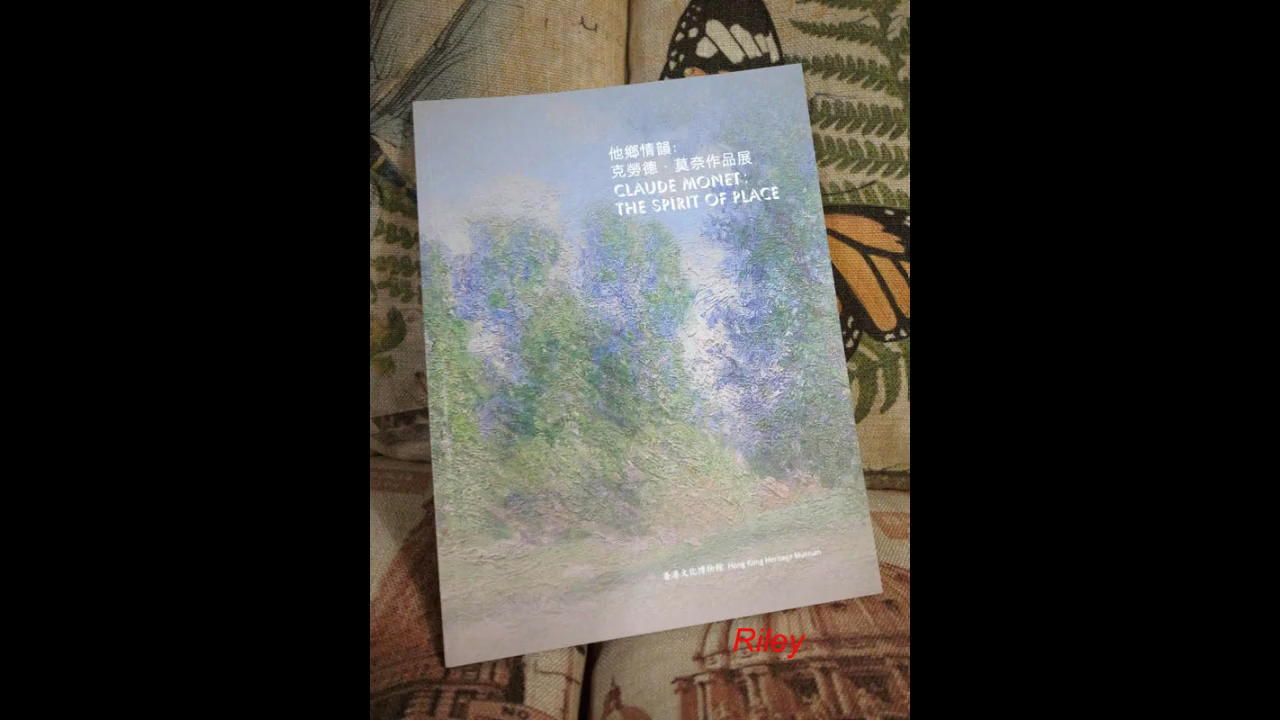 他鄉情韻：
克勞德．莫奈作品展
CLAUDE MONET:
THE SPIRIT OF PLACE
香港文化博物館 Hong Kong Heritage Museum
Riley
NO